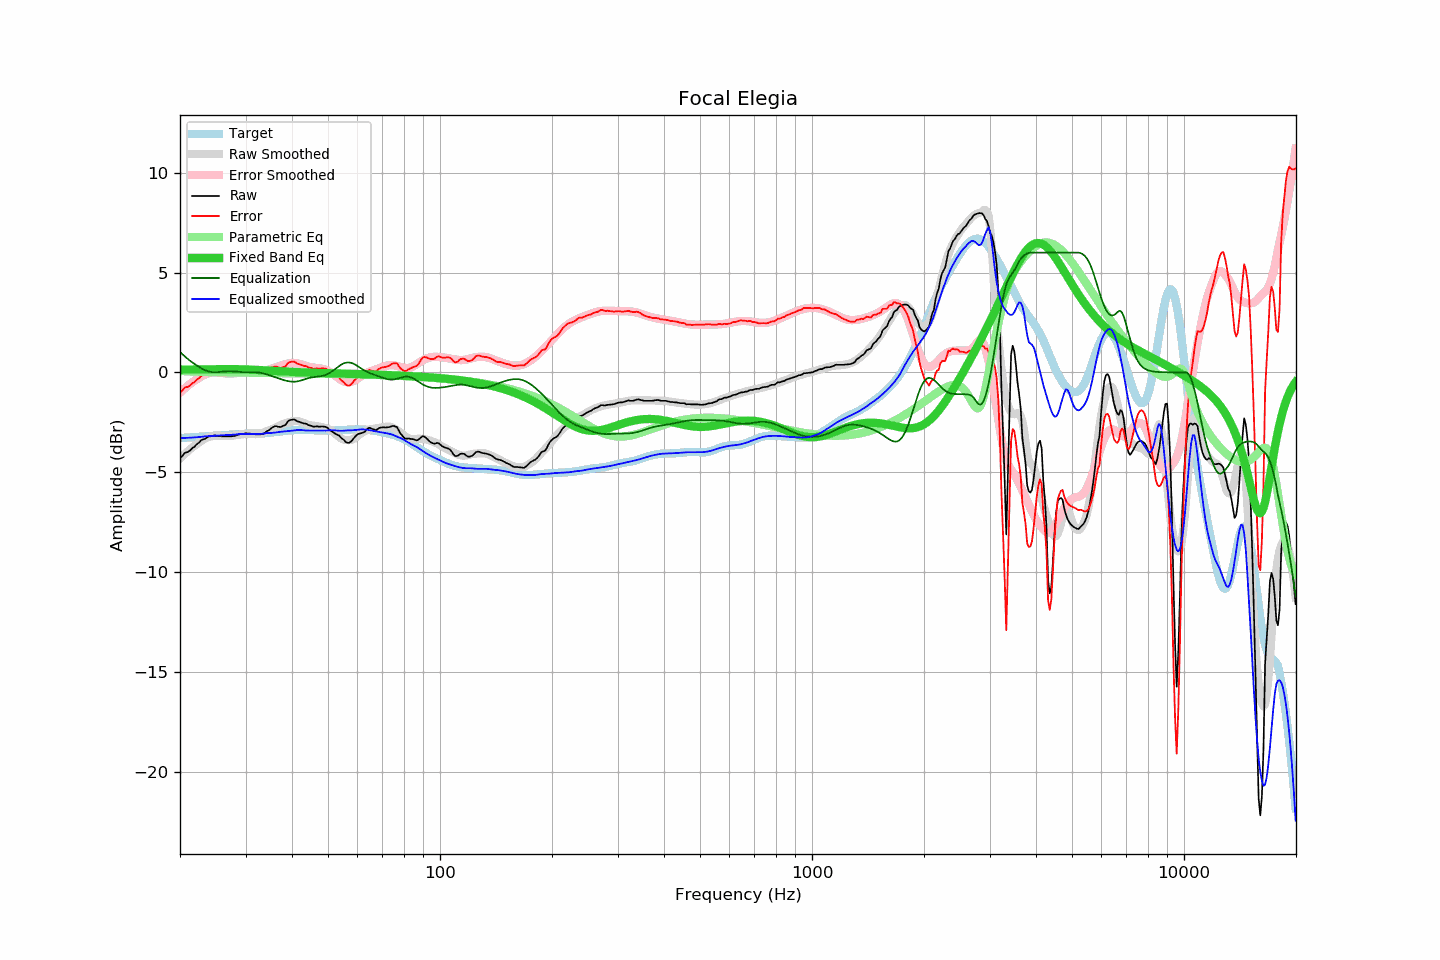 Focal Elegia
Target
Raw Smoothed
Error Smoothed
Raw
Error
Parametric Eq
Fixed Band Eq
Equalization
Equalized smoothed
10
5
0
−5
−10
−15
−20
Amplitude (dBr)
100
1000
10000
Frequency (Hz)